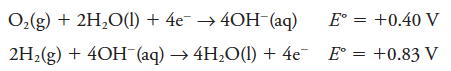 O₂(g) + 2H₂O(l) + 4e⁻ → 4OH⁻(aq) E° = +0.40 V
2H₂(g) + 4OH⁻(aq) → 4H₂O(l) + 4e⁻ E° = +0.83 V